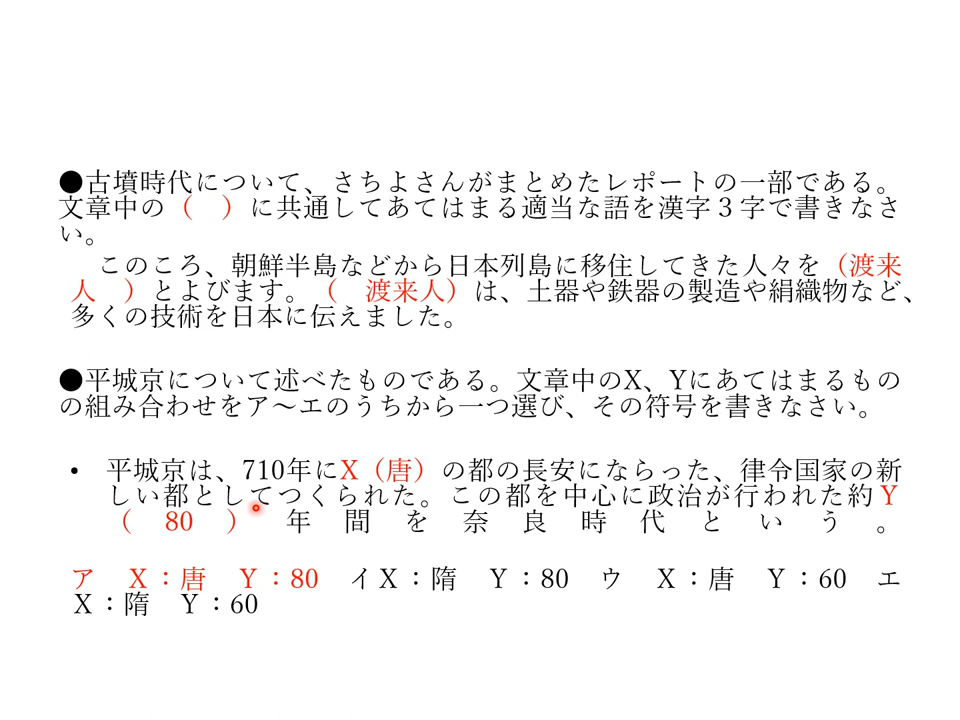 ●古墳時代について、さちよさんがまとめたレポートの一部である。
文章中の（　）に共通してあてはまる適当な語を漢字３字で書きなさ
い。
このころ、朝鮮半島などから日本列島に移住してきた人々を（渡来
人　）とよびます。（　渡来人）は、土器や鉄器の製造や絹織物など、
多くの技術を日本に伝えました。
●平城京について述べたものである。文章中のX、Yにあてはまるもの
の組み合わせをア～エのうちから一つ選び、その符号を書きなさい。
• 平城京は、710年にX（唐）の都の長安にならった、律令国家の新
しい都としてつくられた。この都を中心に政治が行われた約Ｙ
（　80　）年間を奈良時代という。
ア　Ｘ：唐　Ｙ：80　イＸ：隋　Ｙ：80　ウ　Ｘ：唐　Ｙ：60　エ
Ｘ：隋　Ｙ：60